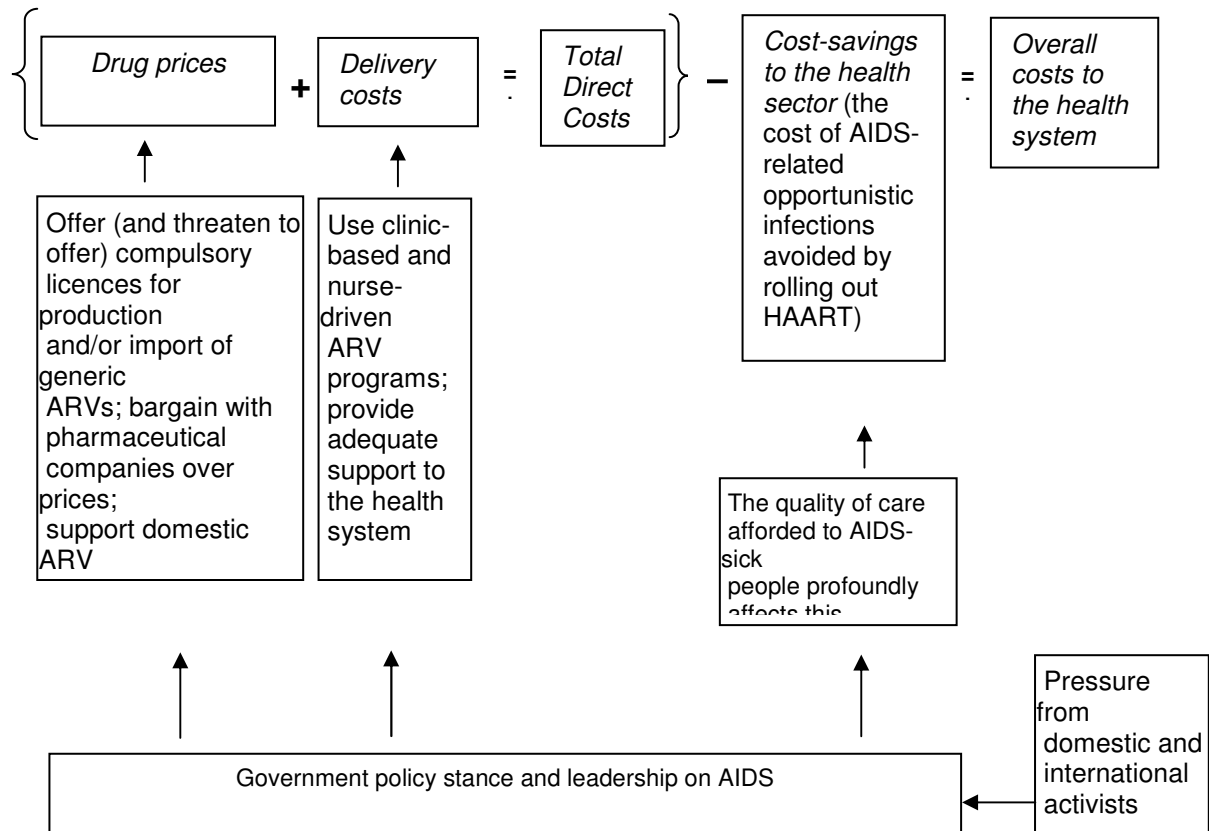 Drug prices
+
Delivery
costs
=
Total
Direct
Costs
–
Cost-savings
to the health
sector (the
cost of AIDS-
related
opportunistic
infections
avoided by
rolling out
HAART)
=
Overall
costs to
the health
system
Offer (and threaten to
offer) compulsory
licences for
production
and/or import of
generic
ARVs; bargain with
pharmaceutical
companies over
prices;
support domestic
ARV
Use clinic-
based and
nurse-
driven
ARV
programs;
provide
adequate
support to
the health
system
The quality of care
afforded to AIDS-
sick
people profoundly
affects this
Government policy stance and leadership on AIDS
Pressure
from
domestic and
international
activists